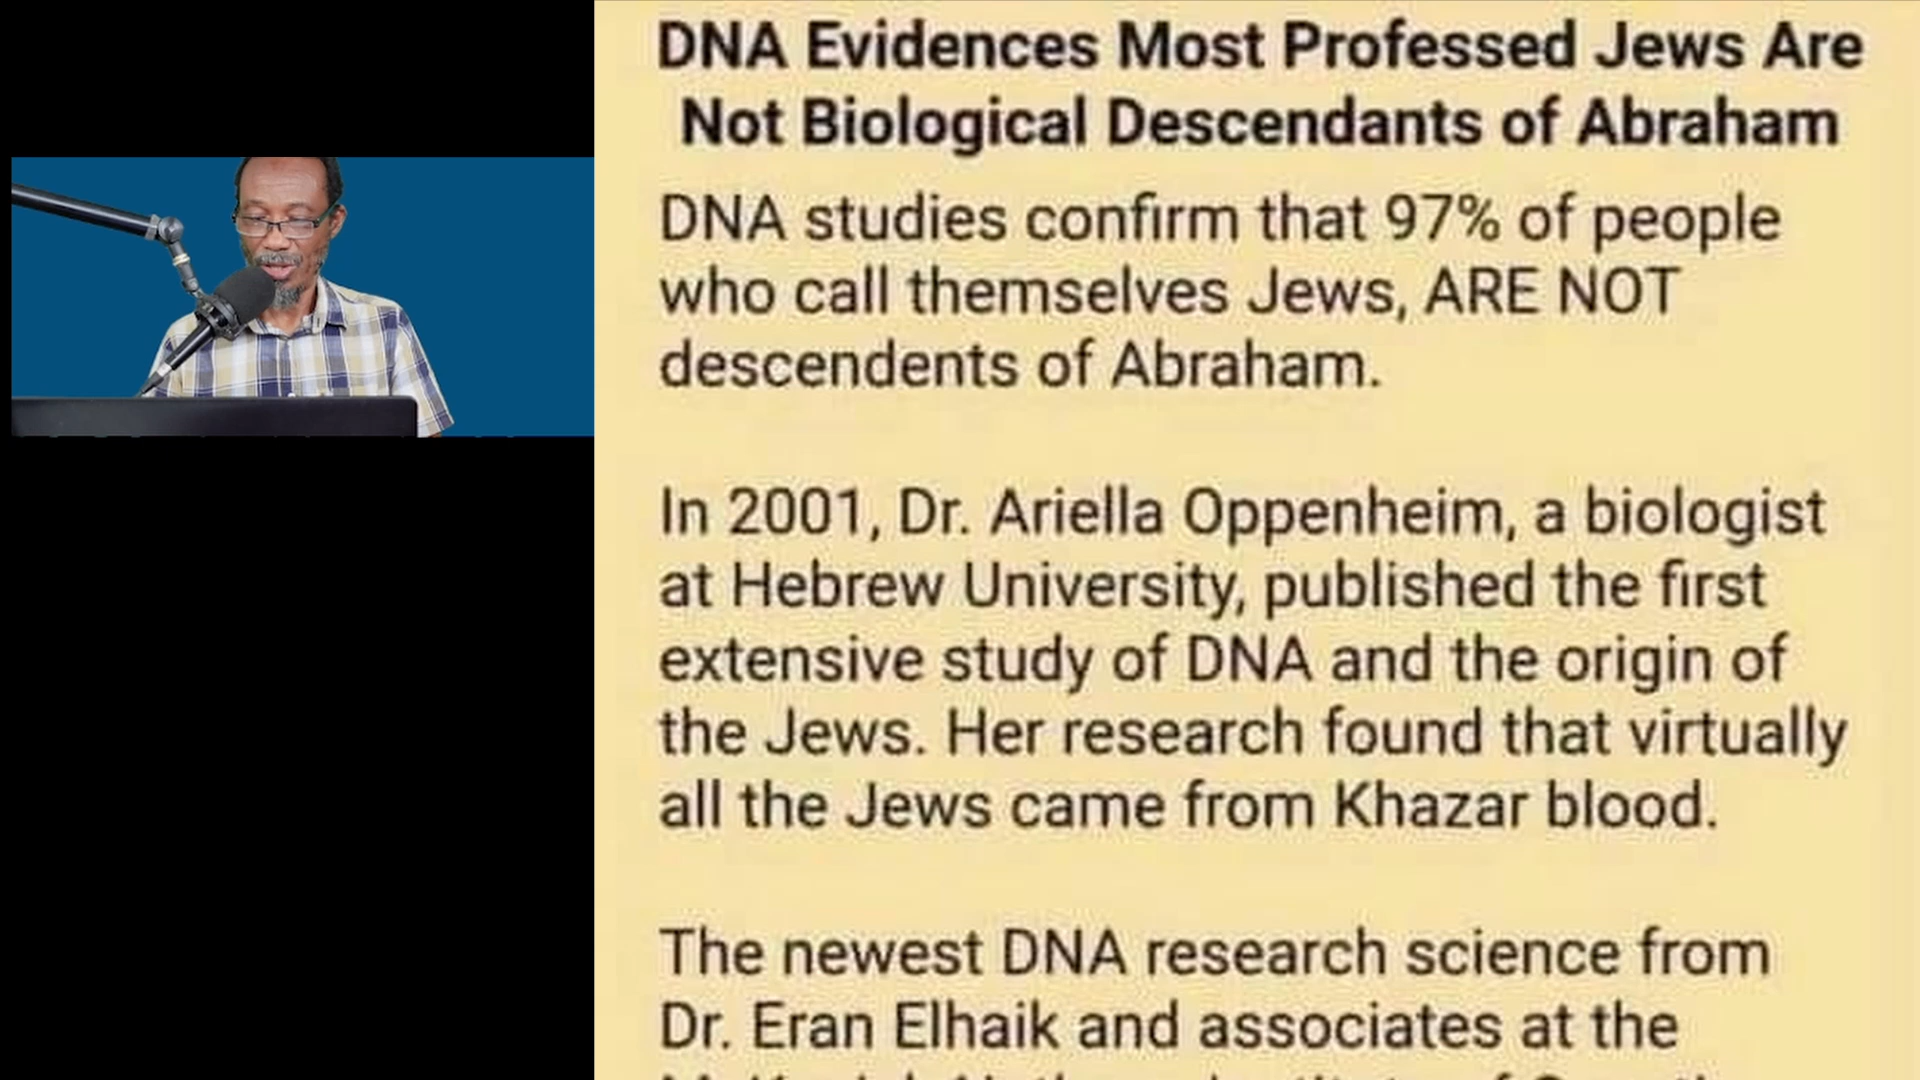 DNA Evidences Most Professed Jews Are
Not Biological Descendants of Abraham
DNA studies confirm that 97% of people
who call themselves Jews, ARE NOT
descendents of Abraham.
In 2001, Dr. Ariella Oppenheim, a biologist
at Hebrew University, published the first
extensive study of DNA and the origin of
the Jews. Her research found that virtually
all the Jews came from Khazar blood.
The newest DNA research science from
Dr. Eran Elhaik and associates at the